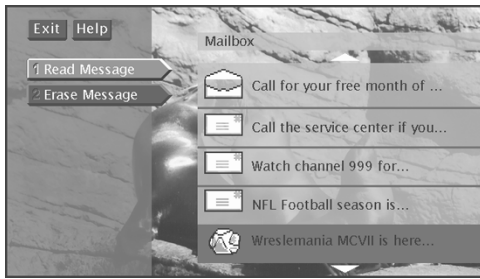 Exit Help
Mailbox
1 Read Message
2 Erase Message
Call for your free month of ...
Call the service center if you...
Watch channel 999 for...
NFL Football season is...
Wreslemania MCVII is here...